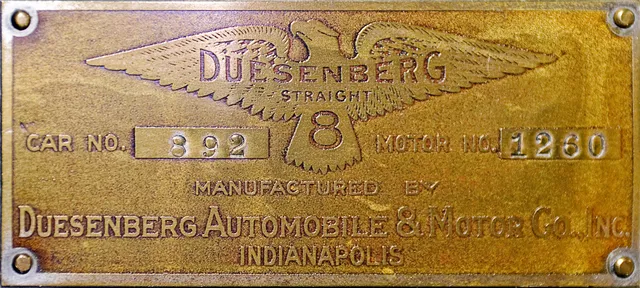 DUESENBERG
STRAIGHT
8
CAR NO. 892 MOTOR NO. 1260
MANUFACTURED BY
DUESENBERG AUTOMOBILE & MOTOR CO., INC.
INDIANAPOLIS